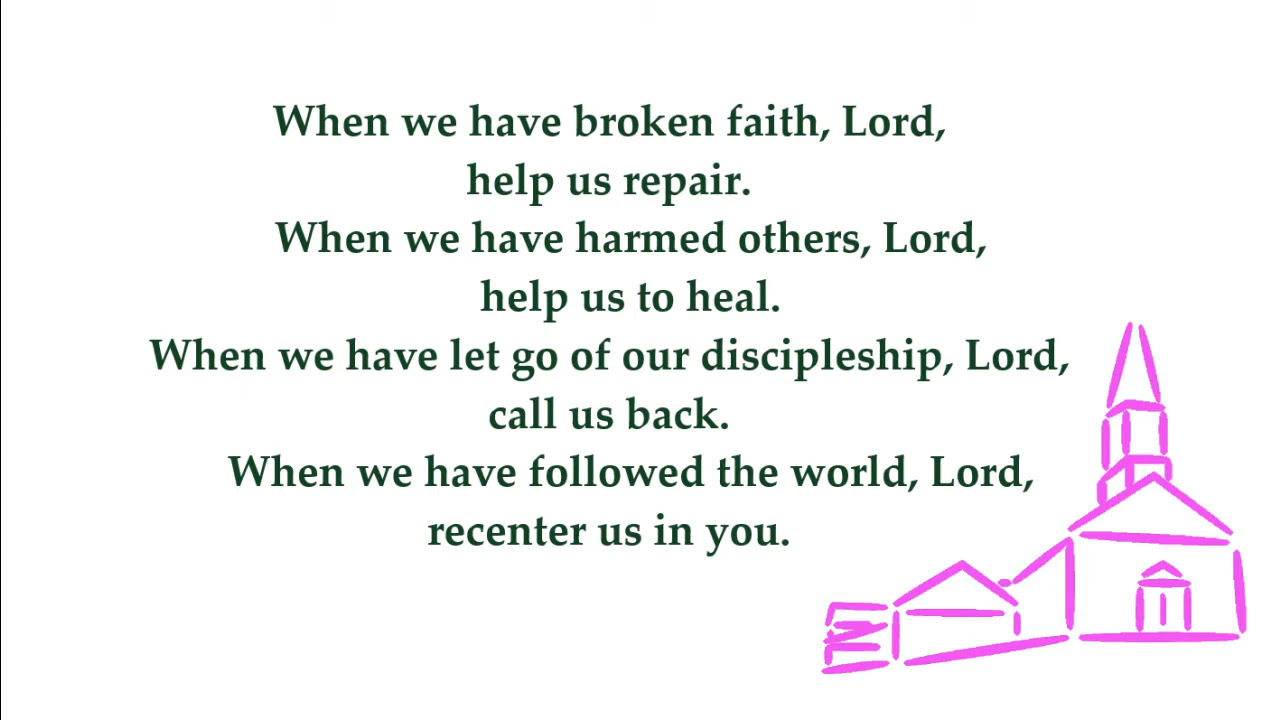 When we have broken faith, Lord,
help us repair.
When we have harmed others, Lord,
help us to heal.
When we have let go of our discipleship, Lord,
call us back.
When we have followed the world, Lord,
recenter us in you.